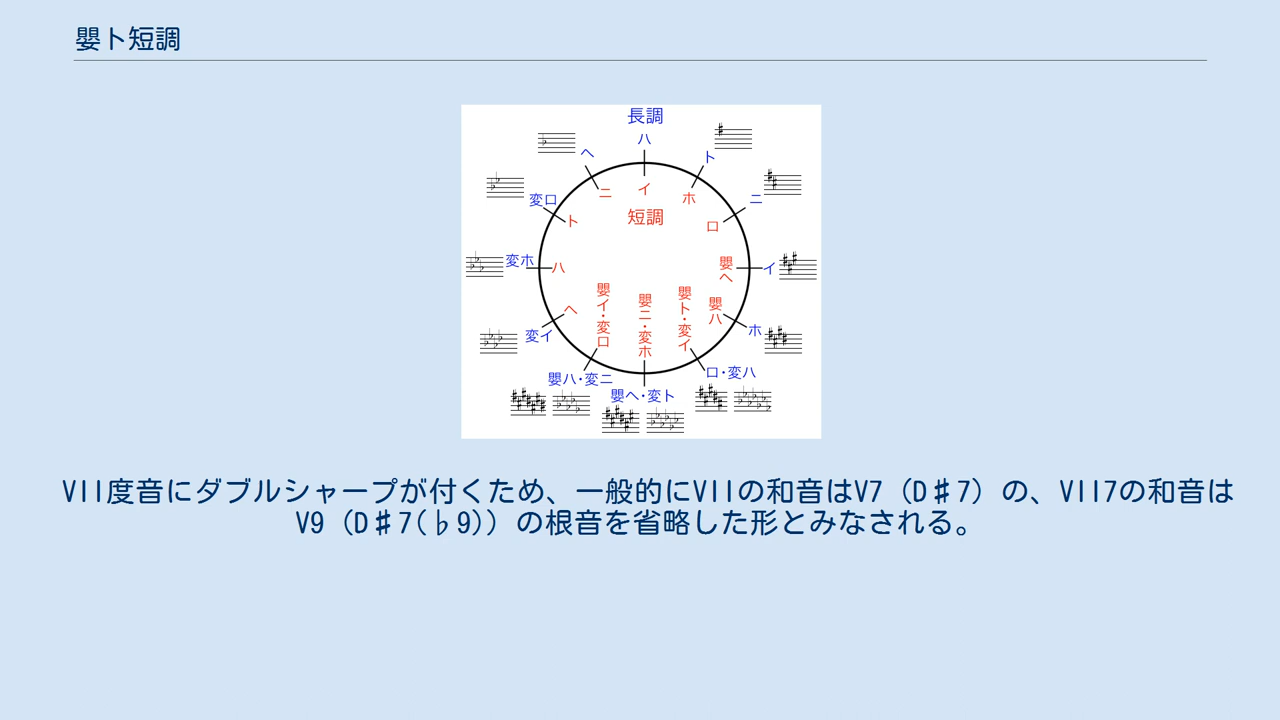 嬰ト短調
長調
ハ
ト
ヘ
ニ
イ
ホ
変ロ
ト
短調
ロ
ニ
変ホ
ハ
嬰ヘ
イ
ヘ
嬰イ・変ロ
嬰ニ・変ホ
嬰ト・変イ
嬰ハ
変イ
ホ
嬰ハ・変ニ
嬰ヘ・変ト
ロ・変ハ
VII度音にダブルシャープが付くため、一般的にVIIの和音はV7（D♯7）の、VII7の和音は
V9（D♯7(♭9)）の根音を省略した形とみなされる。